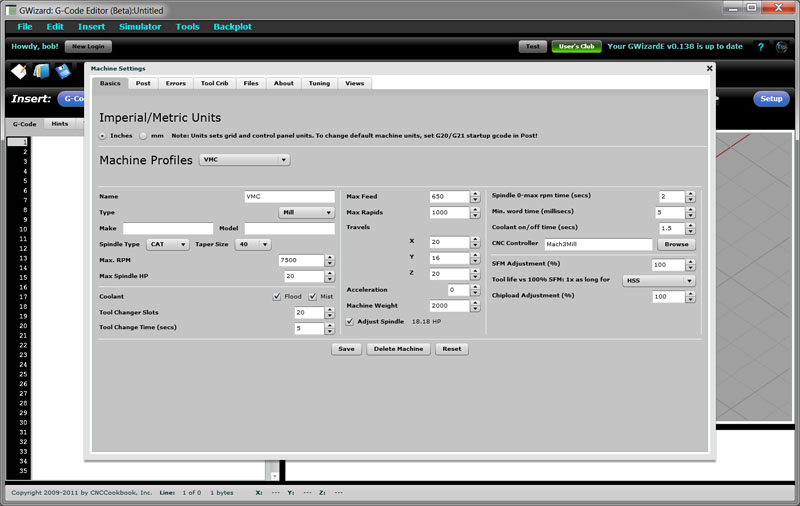 GWizard: G-Code Editor (Beta):Untitled
File Edit Insert Simulator Tools Backplot
Howdy, bob! New Login Test User's Club Your GWizardE v0.138 is up to date ?
Machine Settings
Basics Post Errors Tool Crib Files About Tuning Views
Insert: Setup
G-Code Hints
Imperial/Metric Units
Inches mm Note: Units sets grid and control panel units. To change default machine units, set G20/G21 startup gcode in Post!
Machine Profiles VMC
Name VMC
Type Mill
Make Model
Spindle Type CAT Taper Size 40
Max. RPM 7500
Max Spindle HP 20
Coolant Flood Mist
Tool Changer Slots 20
Tool Change Time (secs) 5
Max Feed 650
Max Rapids 1000
Travels
X 20
Y 16
Z 20
Acceleration 0
Machine Weight 2000
Adjust Spindle 18.18 HP
Spindle 0-max rpm time (secs) 2
Min. word time (millisecs) 5
Coolant on/off time (secs) 1.5
CNC Controller Mach3Mill Browse
SFM Adjustment (%) 100
Tool life vs 100% SFM: 1x as long for HSS
Chipload Adjustment (%) 100
Save Delete Machine Reset
1
2
3
4
5
6
7
8
9
10
11
12
13
14
15
16
17
18
19
20
21
22
23
24
25
26
27
28
29
30
31
32
33
34
35
Copyright 2009-2011 by CNCCookbook, Inc. Line: 1 of 0 1 bytes X: --- Y: --- Z: ---